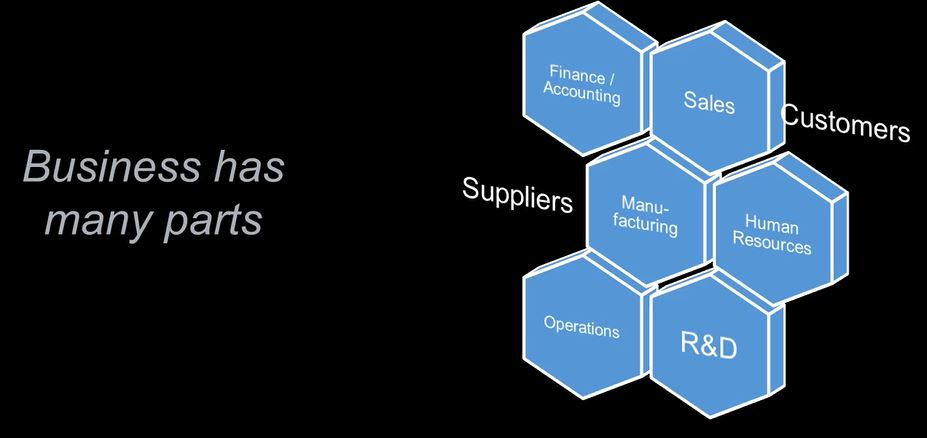 Business has
many parts
Finance /
Accounting
Sales
Customers
Suppliers
Manu-
facturing
Human
Resources
Operations
R&D